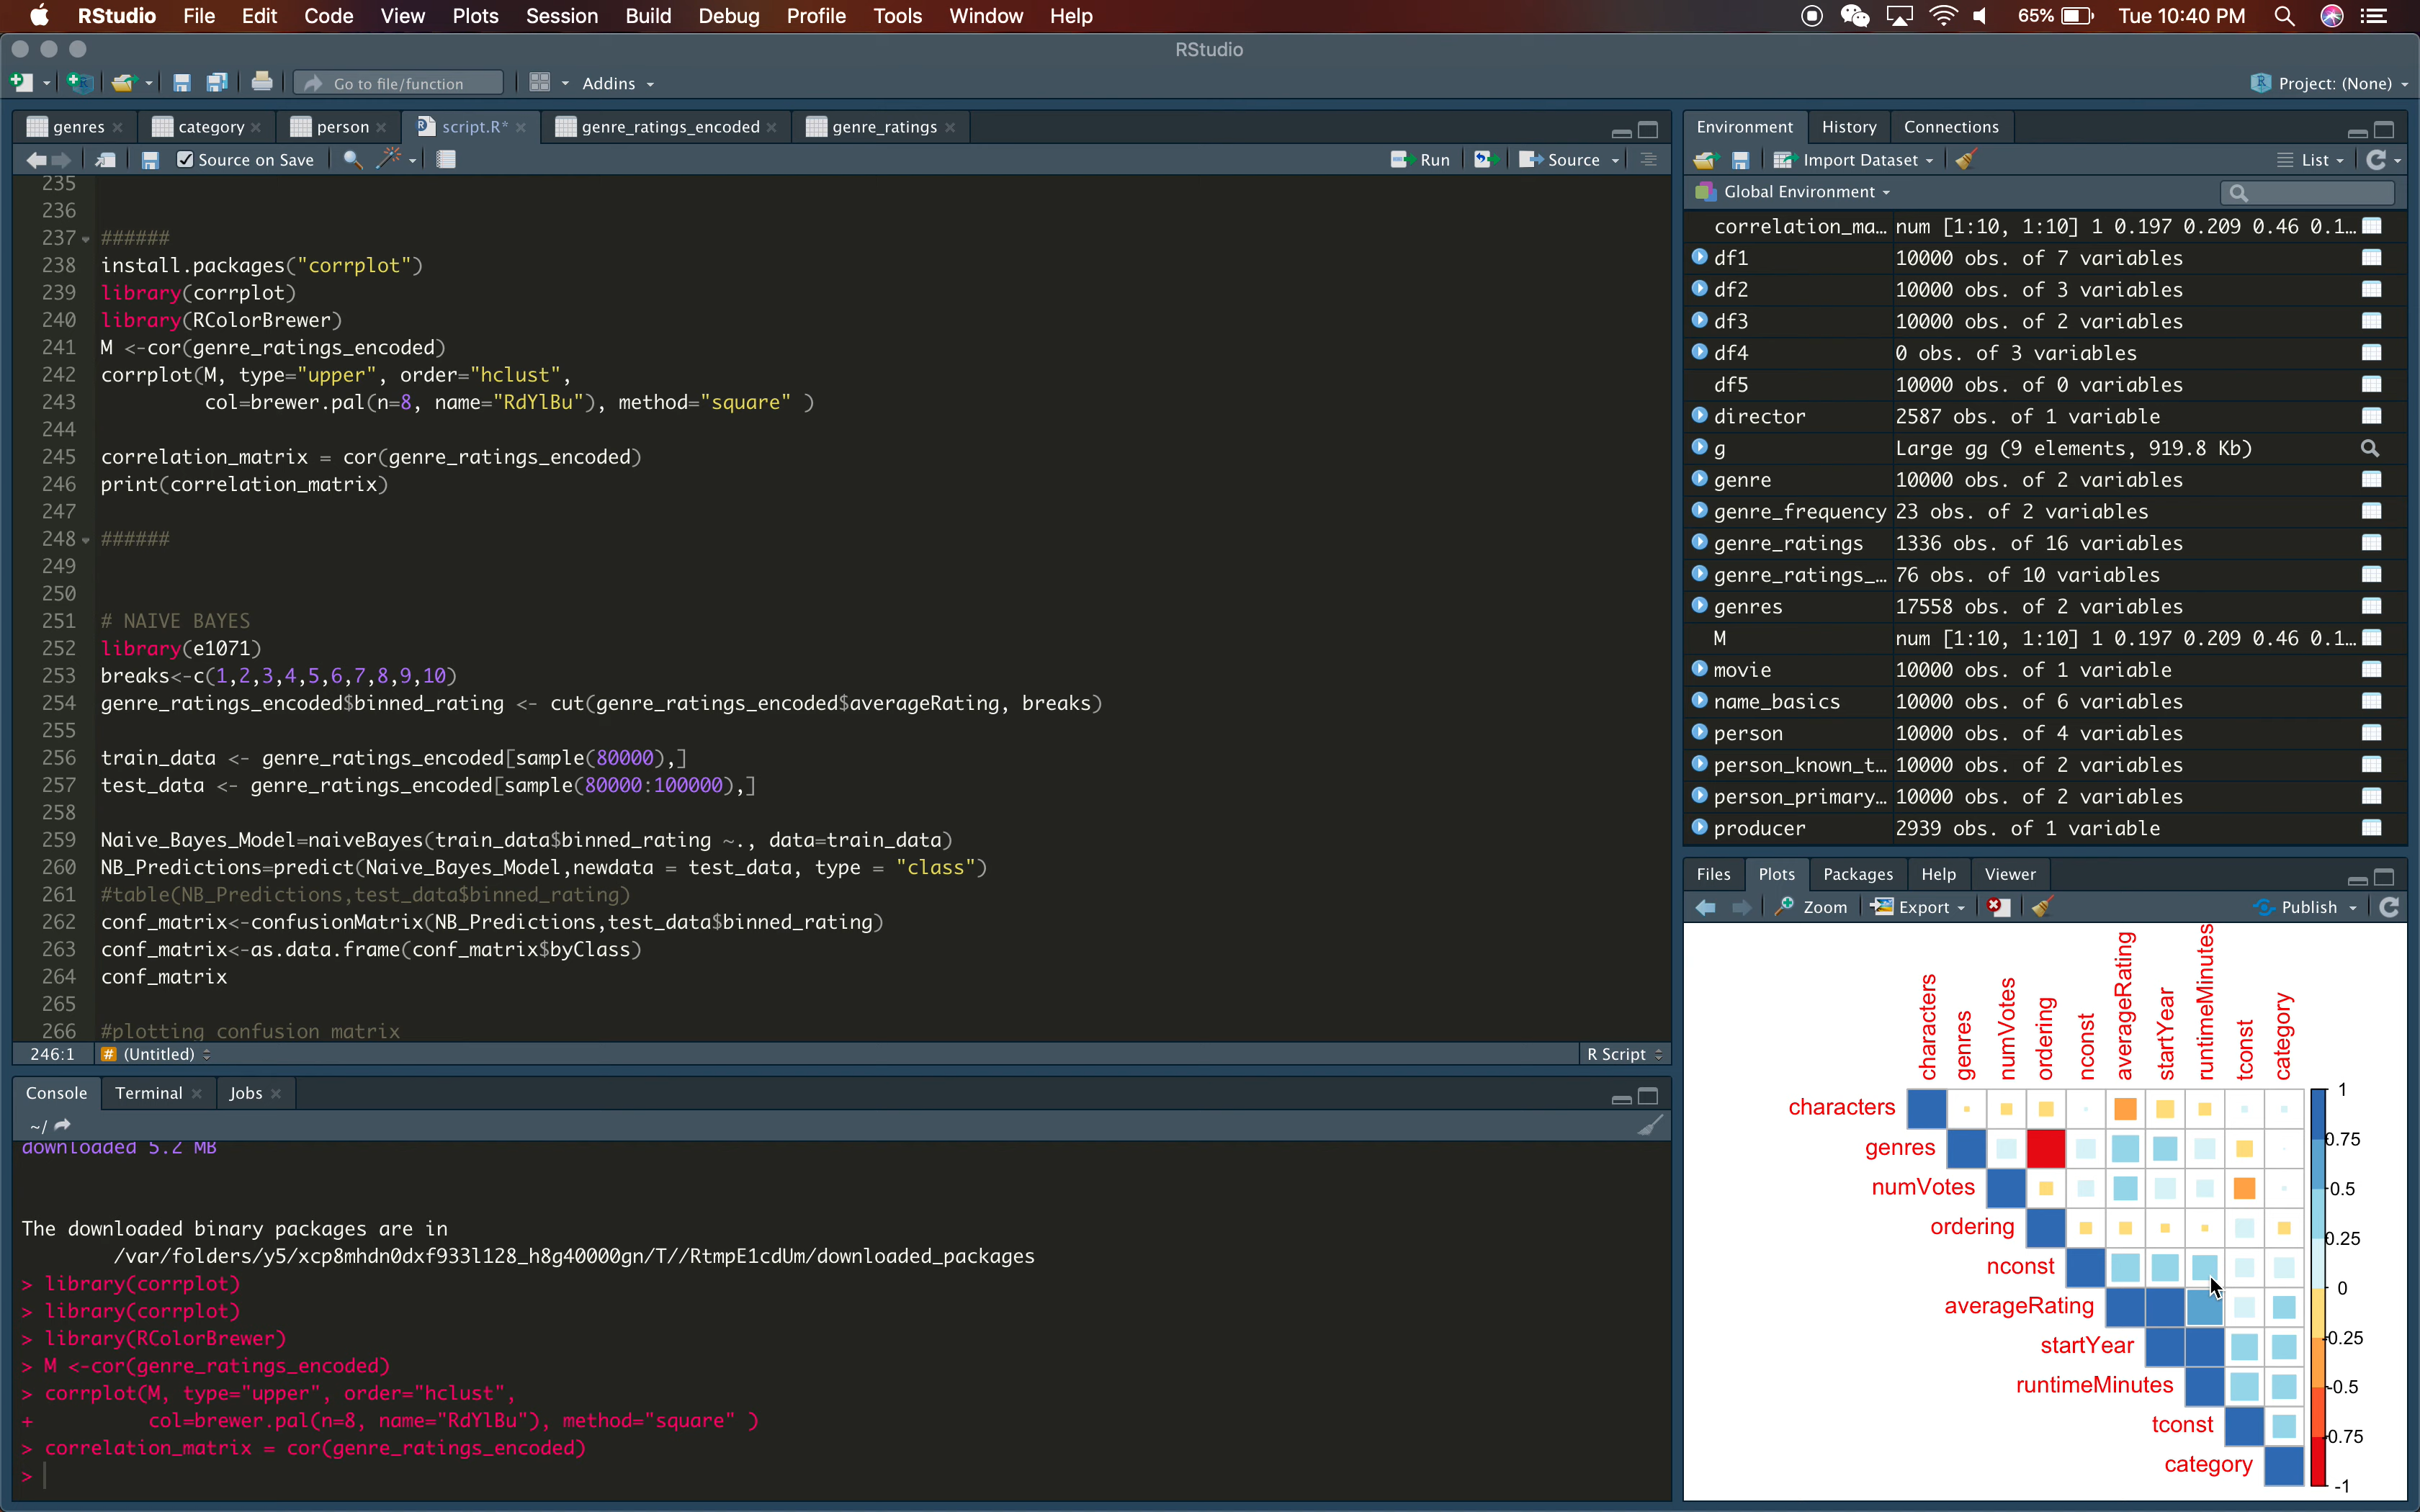 RStudio File Edit Code View Plots Session Build Debug Profile Tools Window Help 65% Tue 10:40 PM
RStudio
Go to file/function Addins Project: (None)
genres category person script.R* genre_ratings_encoded genre_ratings
Source on Save Run Source
235
236
237 ######
238 install.packages("corrplot")
239 library(corrplot)
240 library(RColorBrewer)
241 M <-cor(genre_ratings_encoded)
242 corrplot(M, type="upper", order="hclust",
243 col=brewer.pal(n=8, name="RdYlBu"), method="square" )
244
245 correlation_matrix = cor(genre_ratings_encoded)
246 print(correlation_matrix)
247
248 ######
249
250
251 # NAIVE BAYES
252 library(e1071)
253 breaks<-c(1,2,3,4,5,6,7,8,9,10)
254 genre_ratings_encoded$binned_rating <- cut(genre_ratings_encoded$averageRating, breaks)
255
256 train_data <- genre_ratings_encoded[sample(80000),]
257 test_data <- genre_ratings_encoded[sample(80000:100000),]
258
259 Naive_Bayes_Model=naiveBayes(train_data$binned_rating ~., data=train_data)
260 NB_Predictions=predict(Naive_Bayes_Model,newdata = test_data, type = "class")
261 #table(NB_Predictions,test_data$binned_rating)
262 conf_matrix<-confusionMatrix(NB_Predictions,test_data$binned_rating)
263 conf_matrix<-as.data.frame(conf_matrix$byClass)
264 conf_matrix
265
266 #plotting confusion matrix
246:1 # (Untitled) R Script
Console Terminal Jobs
~/
downloaded 5.2 MB
The downloaded binary packages are in
/var/folders/y5/xcp8mhdn0dxf933l128_h8g40000gn/T//RtmpE1cdUm/downloaded_packages
> library(corrplot)
> library(corrplot)
> library(RColorBrewer)
> M <-cor(genre_ratings_encoded)
> corrplot(M, type="upper", order="hclust",
+ col=brewer.pal(n=8, name="RdYlBu"), method="square" )
> correlation_matrix = cor(genre_ratings_encoded)
>
Environment History Connections
Import Dataset List
Global Environment
correlation_ma… num [1:10, 1:10] 1 0.197 0.209 0.46 0.1…
df1 10000 obs. of 7 variables
df2 10000 obs. of 3 variables
df3 10000 obs. of 2 variables
df4 0 obs. of 3 variables
df5 10000 obs. of 0 variables
director 2587 obs. of 1 variable
g Large gg (9 elements, 919.8 Kb)
genre 10000 obs. of 2 variables
genre_frequency 23 obs. of 2 variables
genre_ratings 1336 obs. of 16 variables
genre_ratings_… 76 obs. of 10 variables
genres 17558 obs. of 2 variables
M num [1:10, 1:10] 1 0.197 0.209 0.46 0.1…
movie 10000 obs. of 1 variable
name_basics 10000 obs. of 6 variables
person 10000 obs. of 4 variables
person_known_t… 10000 obs. of 2 variables
person_primary… 10000 obs. of 2 variables
producer 2939 obs. of 1 variable
Files Plots Packages Help Viewer
Zoom Export Publish
characters genres numVotes ordering nconst averageRating startYear runtimeMinutes tconst category
characters
genres
numVotes
ordering
nconst
averageRating
startYear
runtimeMinutes
tconst
category
1
0.75
0.5
0.25
0
-0.25
-0.5
-0.75
-1